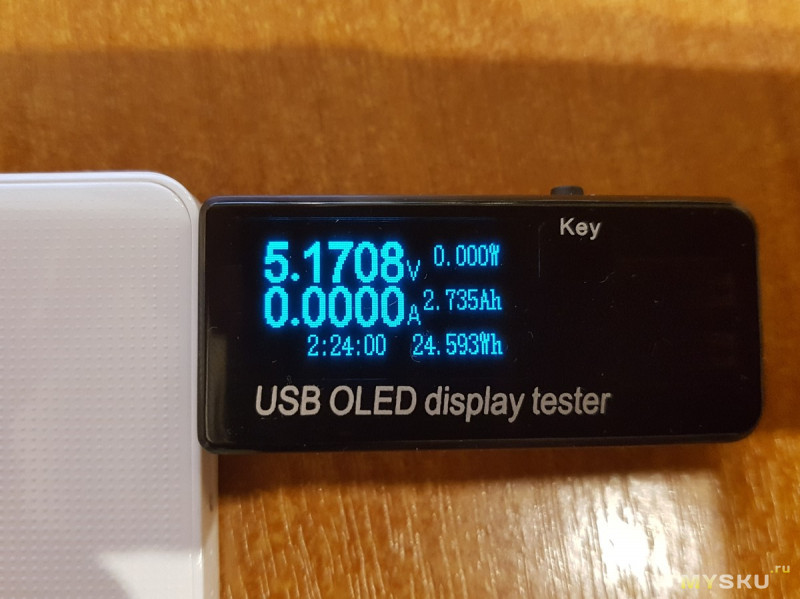 Key
5.1708V 0.000W
0.0000A 2.735Ah
2:24:00 24.593Wh
USB OLED display tester
MYSKU.ru